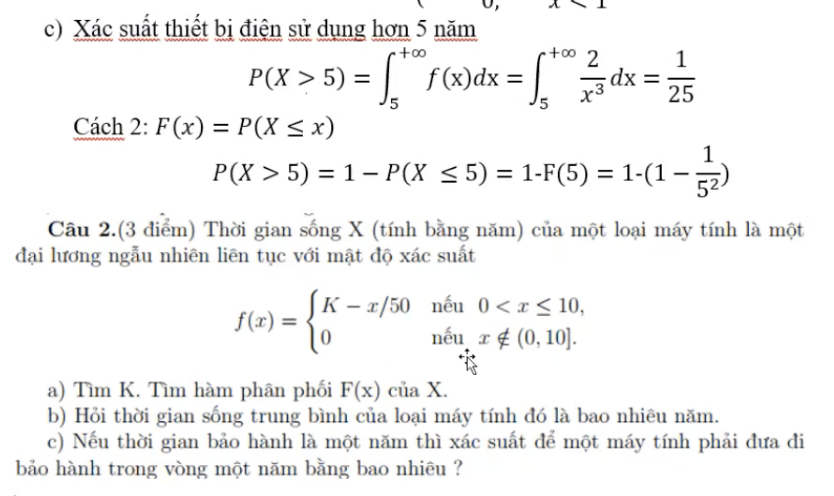 c) Xác suất thiết bị điện sử dụng hơn 5 năm
P(X > 5) = ∫₅^{+∞} f(x)dx = ∫₅^{+∞} 2/x³ dx = 1/25
Cách 2: F(x) = P(X ≤ x)
P(X > 5) = 1 − P(X ≤ 5) = 1-F(5) = 1-(1 − 1/5²)
Câu 2.(3 điểm) Thời gian sống X (tính bằng năm) của một loại máy tính là một
đại lương ngẫu nhiên liên tục với mật độ xác suất
f(x) = { K − x/50 nếu 0 < x ≤ 10,
0 nếu x ∉ (0, 10].
a) Tìm K. Tìm hàm phân phối F(x) của X.
b) Hỏi thời gian sống trung bình của loại máy tính đó là bao nhiêu năm.
c) Nếu thời gian bảo hành là một năm thì xác suất để một máy tính phải đưa đi
bảo hành trong vòng một năm bằng bao nhiêu ?